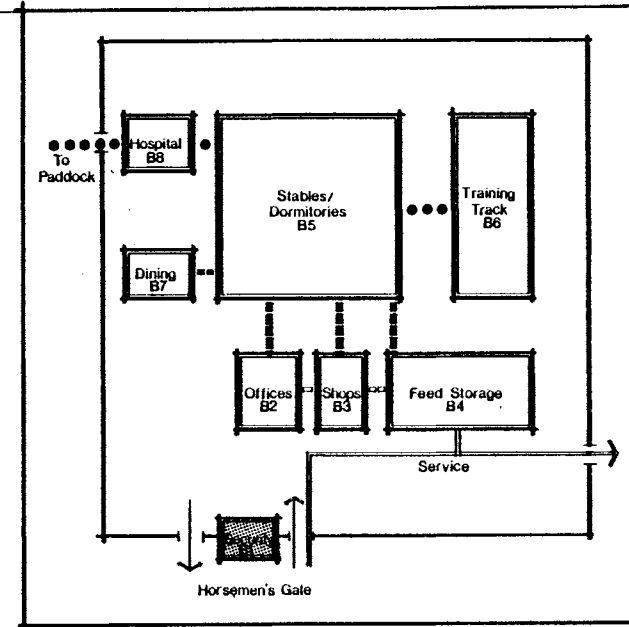 Hospital
B8
To
Paddock
Stables/
Dormitories
B5
Training
Track
B6
Dining
B7
Offices
B2
Shops
B3
Feed Storage
B4
Service
Horsemen's Gate